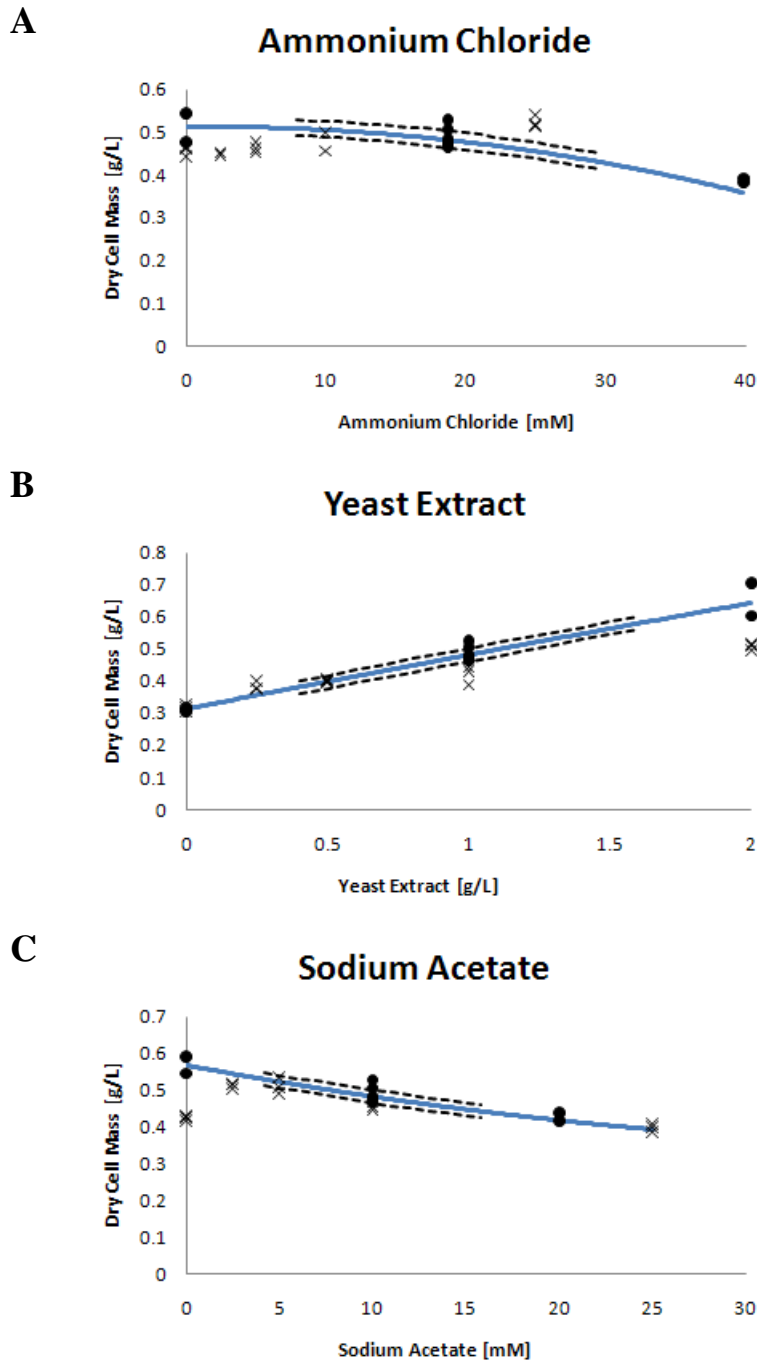 A
Ammonium Chloride
0.6
0.5
0.4
0.3
0.2
0.1
0
Dry Cell Mass [g/L]
0 10 20 30 40
Ammonium Chloride [mM]
B
Yeast Extract
0.8
0.7
0.6
0.5
0.4
0.3
0.2
0.1
0
Dry Cell Mass [g/L]
0 0.5 1 1.5 2
Yeast Extract [g/L]
C
Sodium Acetate
0.7
0.6
0.5
0.4
0.3
0.2
0.1
0
Dry Cell Mass [g/L]
0 5 10 15 20 25 30
Sodium Acetate [mM]